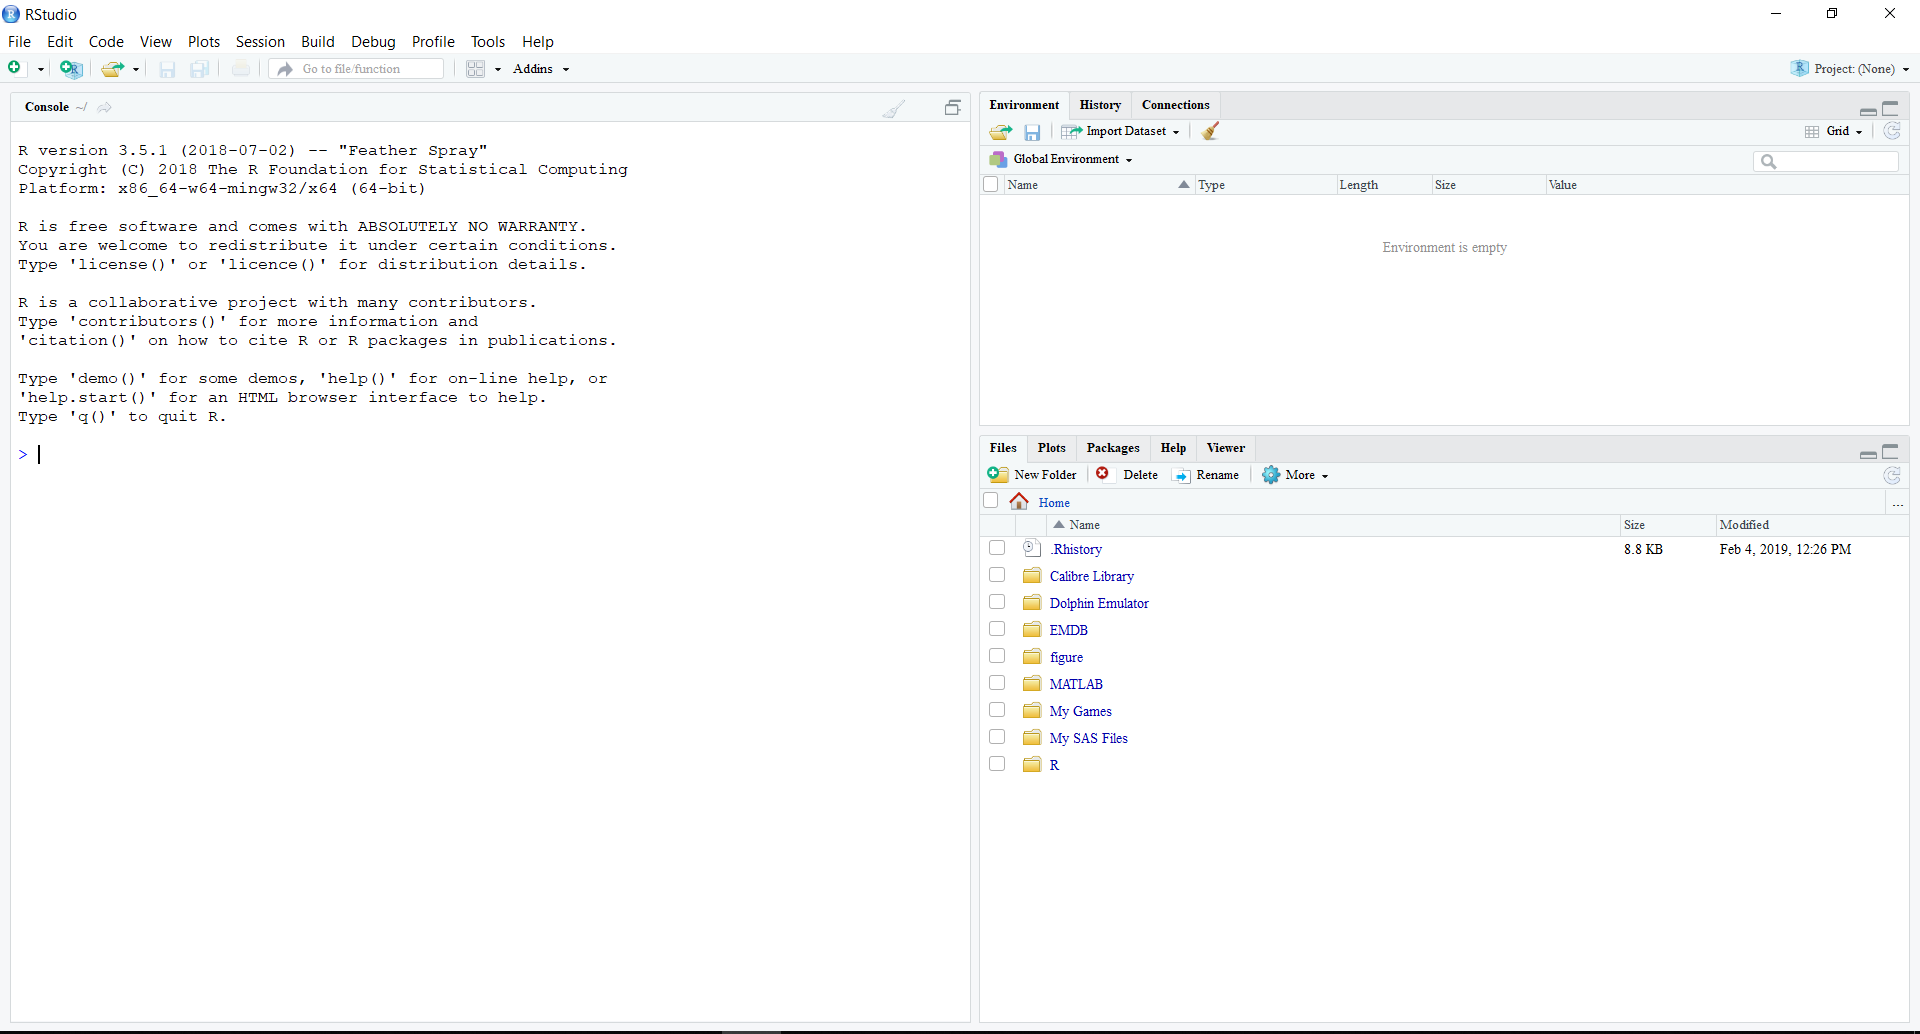 RStudio
File Edit Code View Plots Session Build Debug Profile Tools Help
Go to file/function Addins Project: (None)
Console ~/
R version 3.5.1 (2018-07-02) -- "Feather Spray"
Copyright (C) 2018 The R Foundation for Statistical Computing
Platform: x86_64-w64-mingw32/x64 (64-bit)
R is free software and comes with ABSOLUTELY NO WARRANTY.
You are welcome to redistribute it under certain conditions.
Type 'license()' or 'licence()' for distribution details.
R is a collaborative project with many contributors.
Type 'contributors()' for more information and
'citation()' on how to cite R or R packages in publications.
Type 'demo()' for some demos, 'help()' for on-line help, or
'help.start()' for an HTML browser interface to help.
Type 'q()' to quit R.
>
Environment History Connections
Import Dataset Grid
Global Environment
Name Type Length Size Value
Environment is empty
Files Plots Packages Help Viewer
New Folder Delete Rename More
Home ...
Name Size Modified
.Rhistory 8.8 KB Feb 4, 2019, 12:26 PM
Calibre Library
Dolphin Emulator
EMDB
figure
MATLAB
My Games
My SAS Files
R